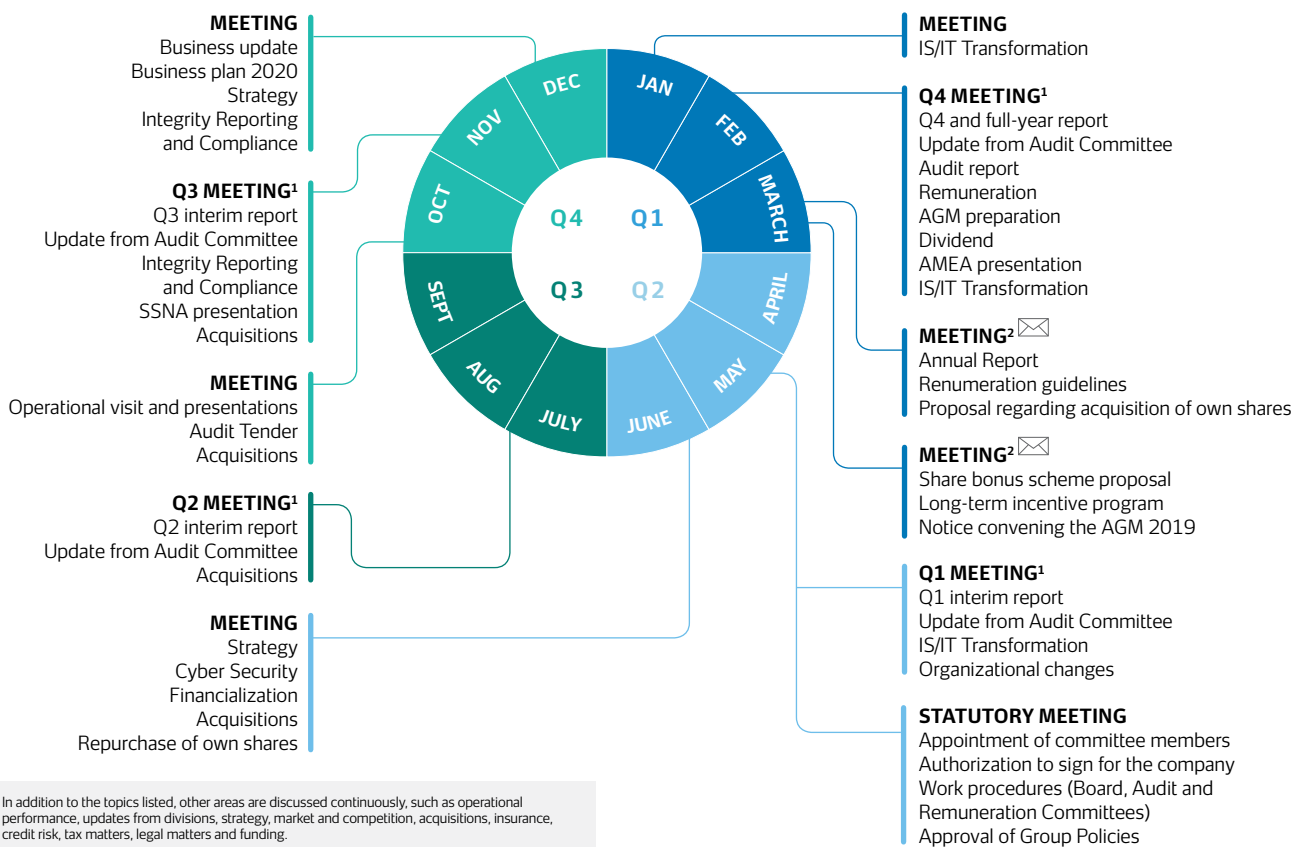 MEETING
Business update
Business plan 2020
Strategy
Integrity Reporting
and Compliance
Q3 MEETING¹
Q3 interim report
Update from Audit Committee
Integrity Reporting
and Compliance
SSNA presentation
Acquisitions
MEETING
Operational visit and presentations
Audit Tender
Acquisitions
Q2 MEETING¹
Q2 interim report
Update from Audit Committee
Acquisitions
MEETING
Strategy
Cyber Security
Financialization
Acquisitions
Repurchase of own shares
JAN
FEB
MARCH
APRIL
MAY
JUNE
JULY
AUG
SEPT
OCT
NOV
DEC
Q4
Q1
Q3
Q2
MEETING
IS/IT Transformation
Q4 MEETING¹
Q4 and full-year report
Update from Audit Committee
Audit report
Remuneration
AGM preparation
Dividend
AMEA presentation
IS/IT Transformation
MEETING²
Annual Report
Renumeration guidelines
Proposal regarding acquisition of own shares
MEETING²
Share bonus scheme proposal
Long-term incentive program
Notice convening the AGM 2019
Q1 MEETING¹
Q1 interim report
Update from Audit Committee
IS/IT Transformation
Organizational changes
STATUTORY MEETING
Appointment of committee members
Authorization to sign for the company
Work procedures (Board, Audit and
Remuneration Committees)
Approval of Group Policies
In addition to the topics listed, other areas are discussed continuously, such as operational
performance, updates from divisions, strategy, market and competition, acquisitions, insurance,
credit risk, tax matters, legal matters and funding.